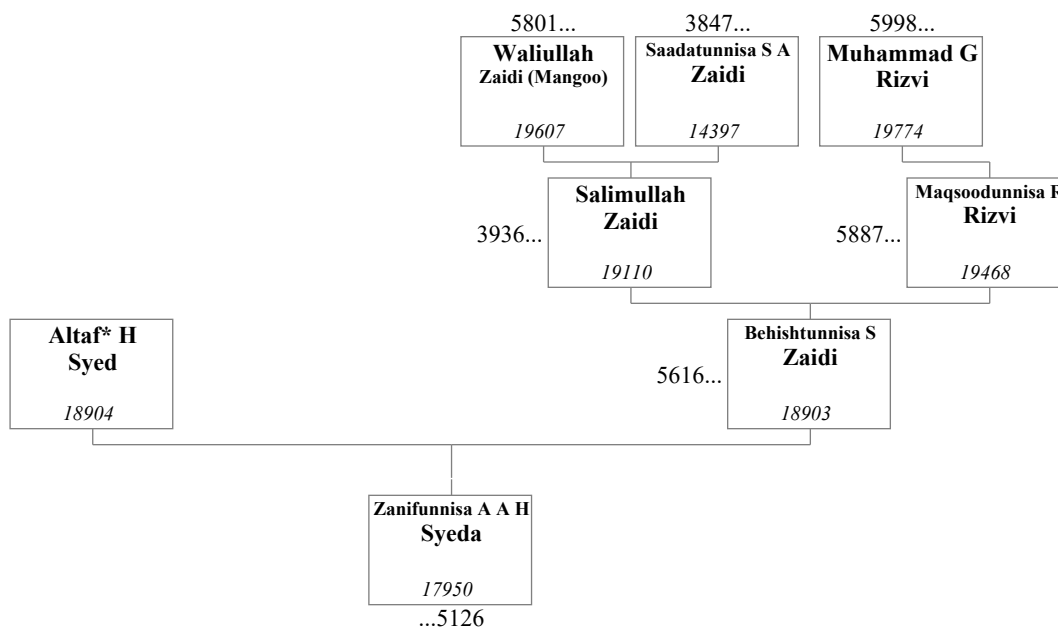 5801...
3847...
5998...
Waliullah
Zaidi (Mangoo)
19607
Saadatunnisa S A
Zaidi
14397
Muhammad G
Rizvi
19774
3936...
Salimullah
Zaidi
19110
5887...
Maqsoodunnisa R
Rizvi
19468
Altaf* H
Syed
18904
5616...
Behishtunnisa S
Zaidi
18903
Zanifunnisa A A H
Syeda
17950
...5126